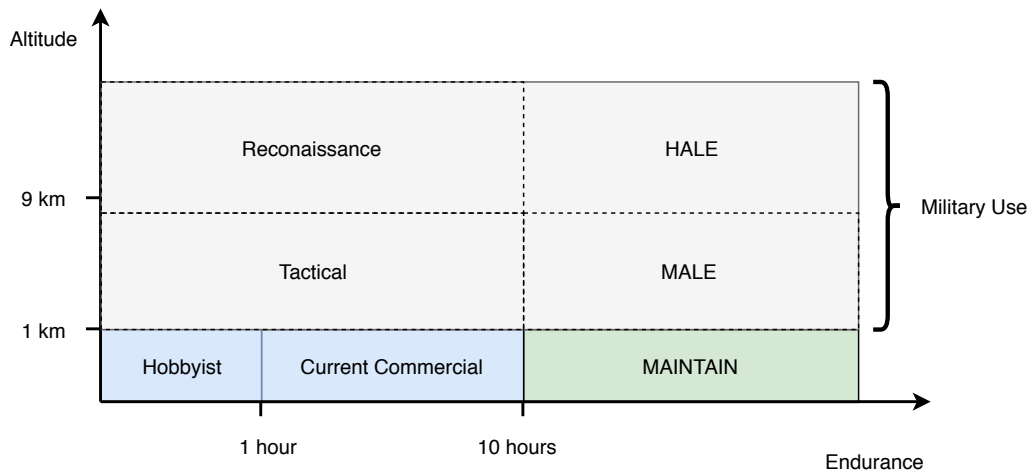 Altitude
Reconaissance
HALE
9 km
Military Use
Tactical
MALE
1 km
Hobbyist
Current Commercial
MAINTAIN
1 hour
10 hours
Endurance